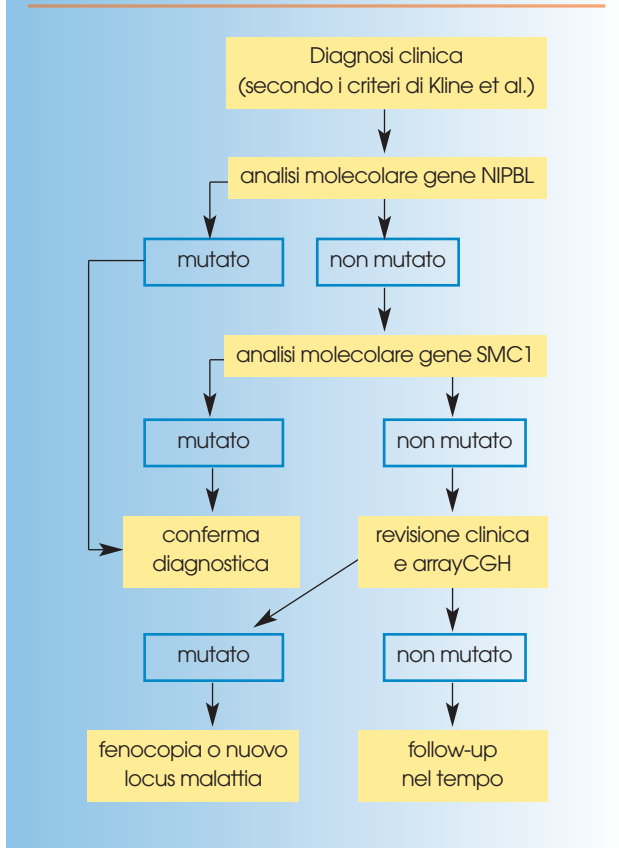 Diagnosi clinica
(secondo i criteri di Kline et al.)
analisi molecolare gene NIPBL
mutato
non mutato
analisi molecolare gene SMC1
mutato
non mutato
conferma
diagnostica
revisione clinica
e arrayCGH
mutato
non mutato
fenocopia o nuovo
locus malattia
follow-up
nel tempo